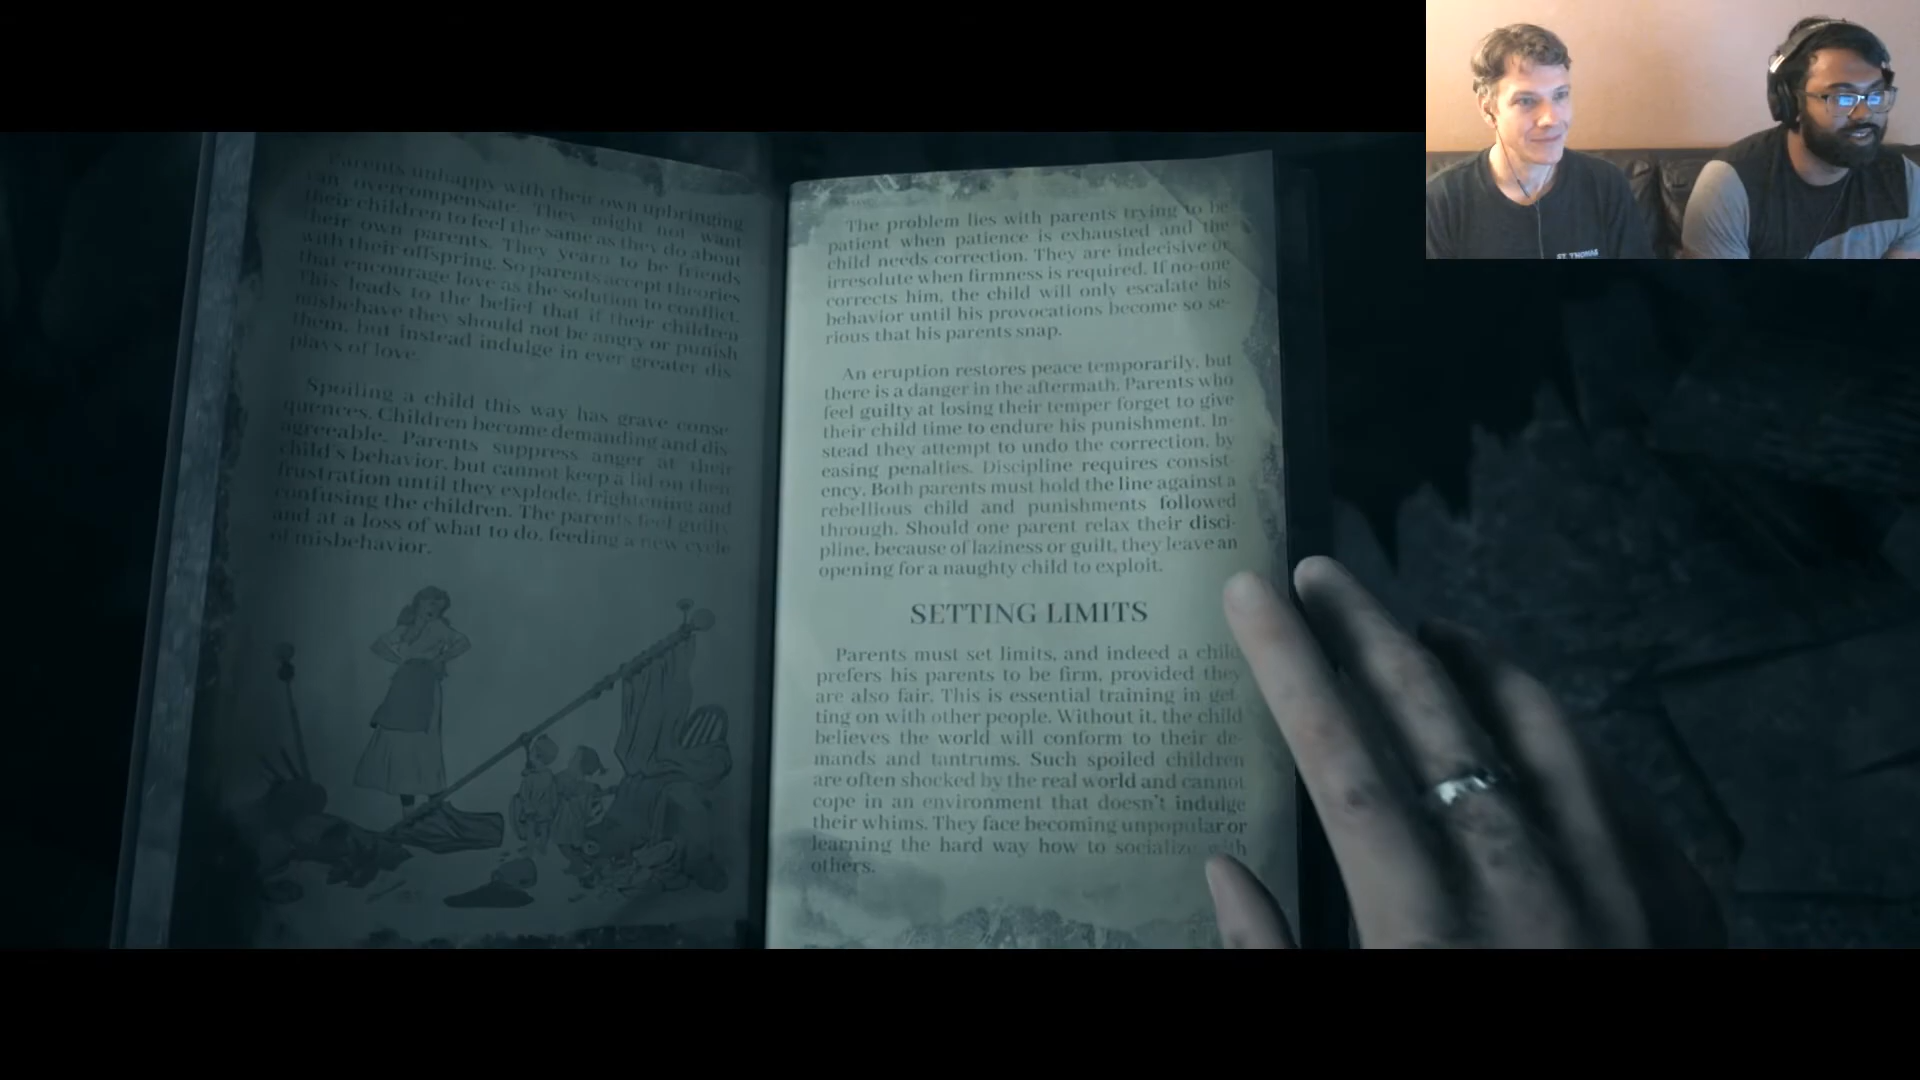 Parents unhappy with their own upbringing
can overcompensate. They might not want
their children to feel the same as they do about
their own parents. They yearn to be friends
with their offspring. So parents accept theories
that encourage love as the solution to conflict.
This leads to the belief that if their children
misbehave they should not be angry or punish
them, but instead indulge in ever greater dis
plays of love.
Spoiling a child this way has grave conse
quences. Children become demanding and dis
agreeable. Parents suppress anger at their
child's behavior, but cannot keep a lid on their
frustration until they explode, frightening and
confusing the children. The parents feel guilty
and at a loss of what to do, feeding a new cycle
of misbehavior.
The problem lies with parents trying to be
patient when patience is exhausted and the
child needs correction. They are indecisive or
irresolute when firmness is required. If no-one
corrects him, the child will only escalate his
behavior until his provocations become so se-
rious that his parents snap.
An eruption restores peace temporarily, but
there is a danger in the aftermath. Parents who
feel guilty at losing their temper forget to give
their child time to endure his punishment. In-
stead they attempt to undo the correction, by
easing penalties. Discipline requires consist-
ency. Both parents must hold the line against a
rebellious child and punishments followed
through. Should one parent relax their disci-
pline, because of laziness or guilt, they leave an
opening for a naughty child to exploit.
SETTING LIMITS
Parents must set limits, and indeed a child
prefers his parents to be firm, provided they
are also fair. This is essential training in get-
ting on with other people. Without it, the child
believes the world will conform to their de-
mands and tantrums. Such spoiled children
are often shocked by the real world and cannot
cope in an environment that doesn't indulge
their whims. They face becoming unpopular or
learning the hard way how to socialize with
others.
ST. THOMAS